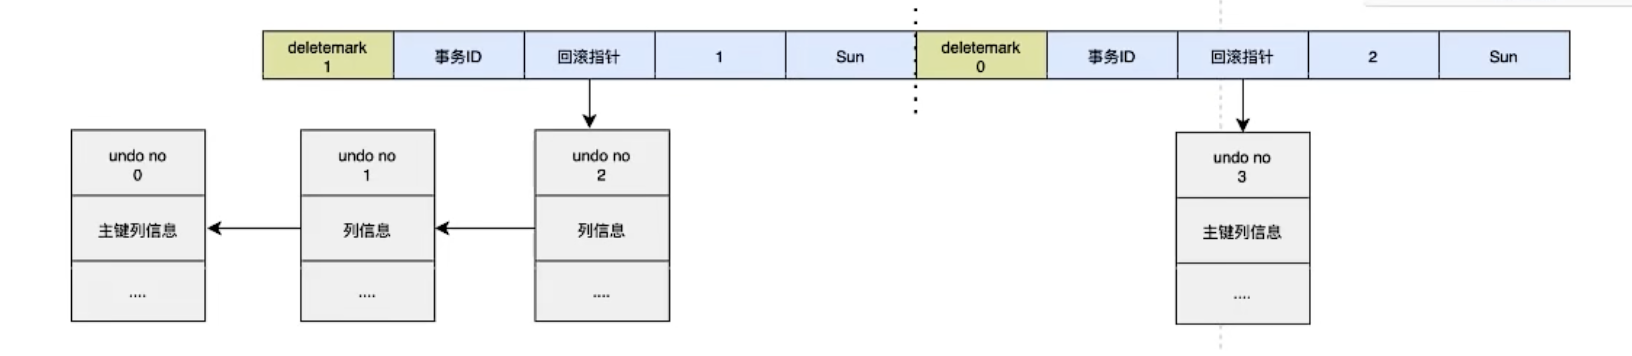 deletemark
1
事务ID
回滚指针
1
Sun
deletemark
0
事务ID
回滚指针
2
Sun
undo no
0
主键列信息
....
undo no
1
列信息
....
undo no
2
列信息
....
undo no
3
主键列信息
....